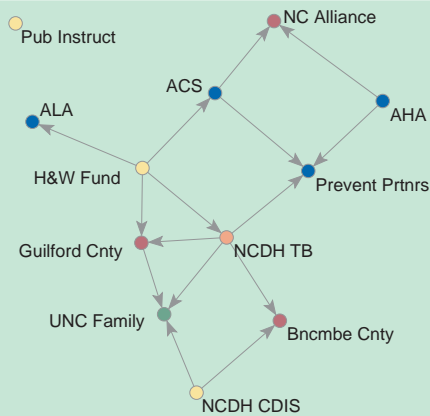 NC Alliance
Pub Instruct
ACS
ALA
AHA
H&W Fund
Prevent Prtnrs
Guilford Cnty
NCDH TB
UNC Family
Bncmbe Cnty
NCDH CDIS